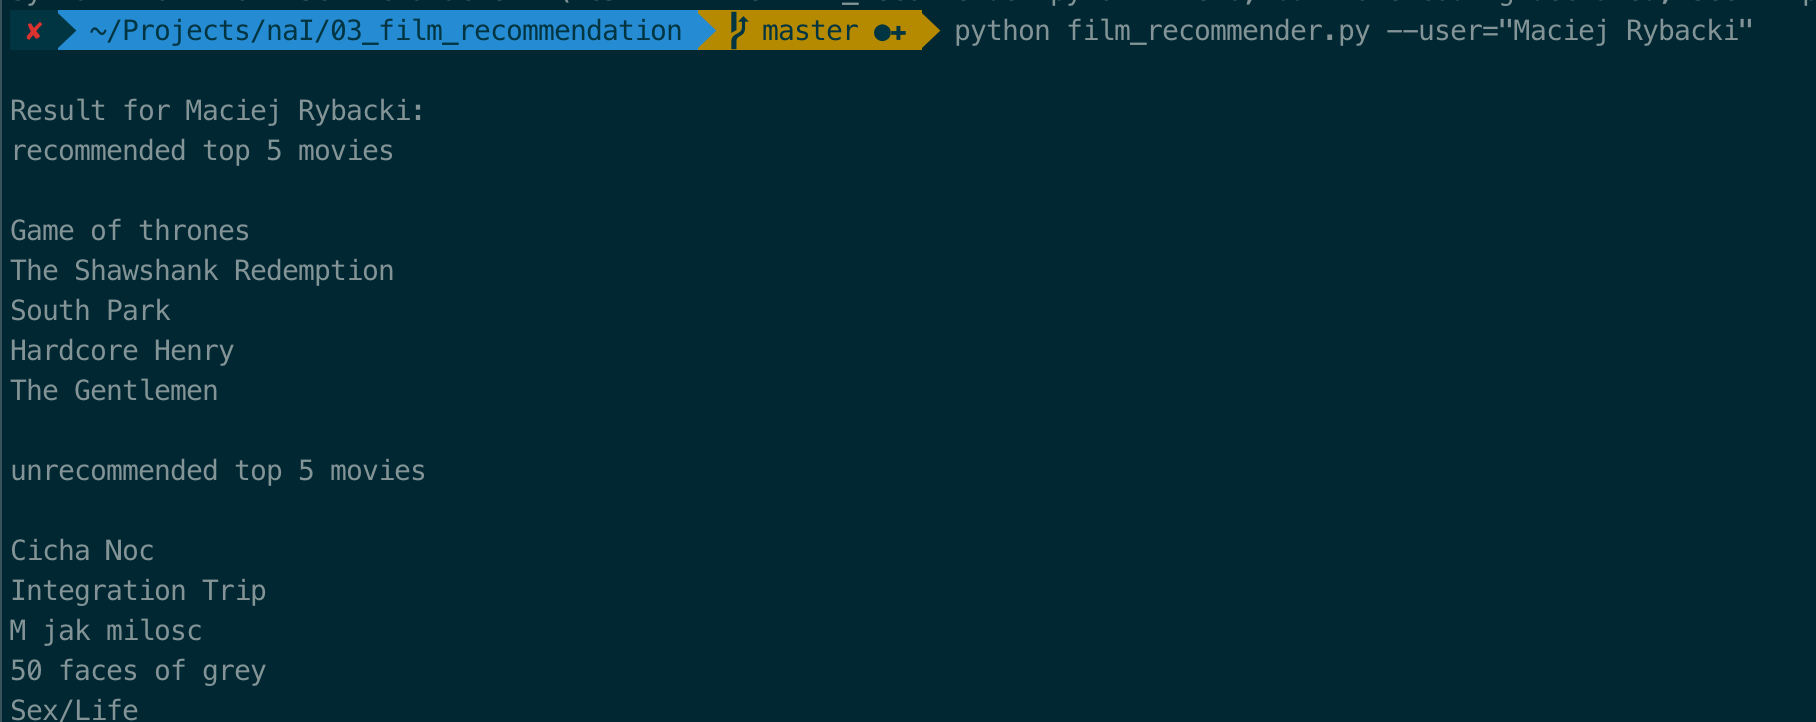 ✘ ~/Projects/naI/03_film_recommendation master ●✚ python film_recommender.py --user="Maciej Rybacki"
Result for Maciej Rybacki:
recommended top 5 movies
Game of thrones
The Shawshank Redemption
South Park
Hardcore Henry
The Gentlemen
unrecommended top 5 movies
Cicha Noc
Integration Trip
M jak milosc
50 faces of grey
Sex/Life